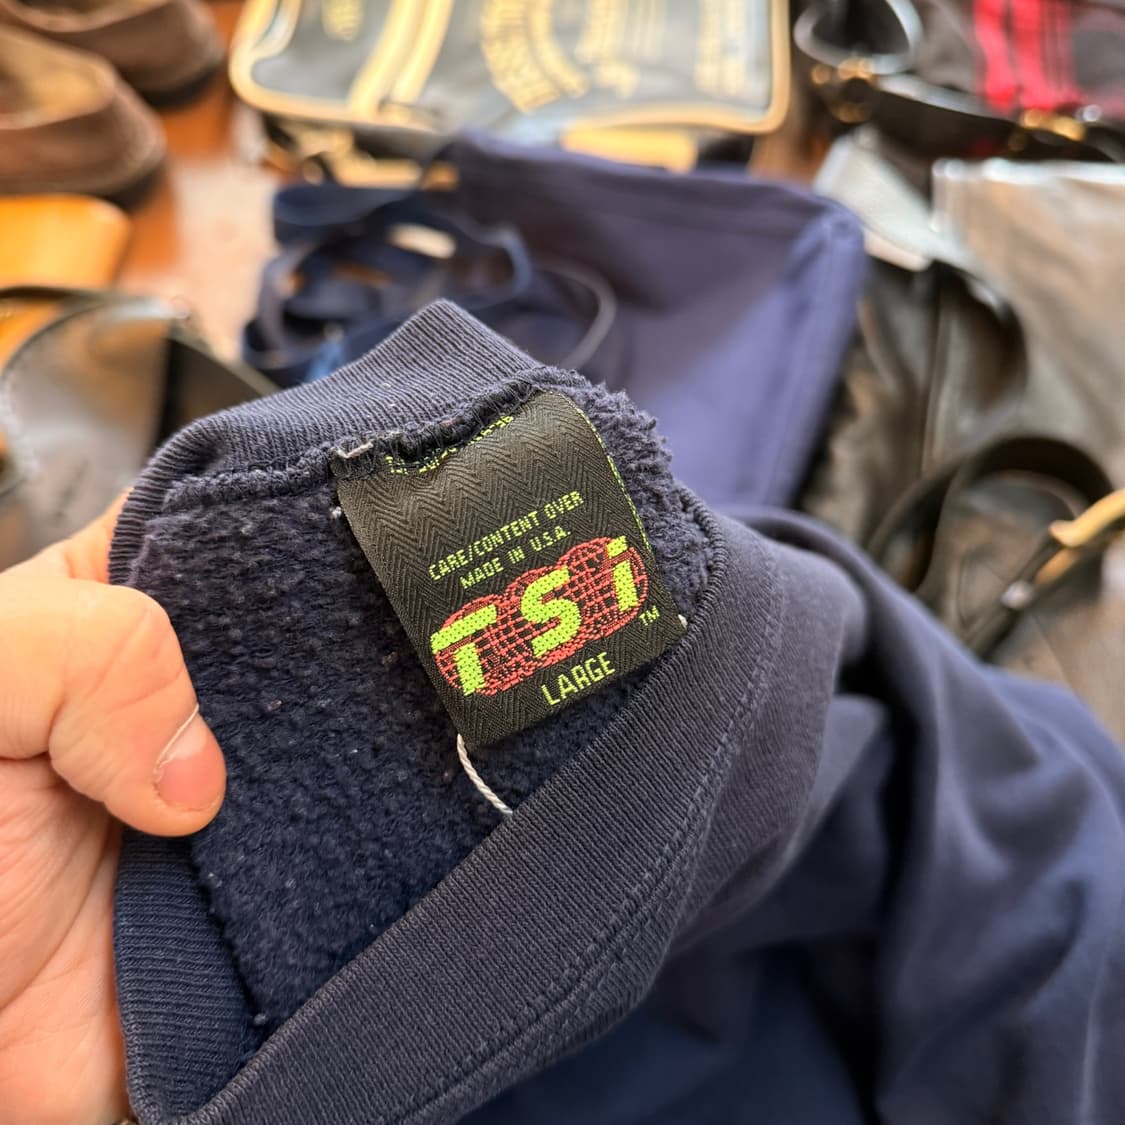 CARE/CONTENT OVER
MADE IN U.S.A.
TSi
TM
LARGE